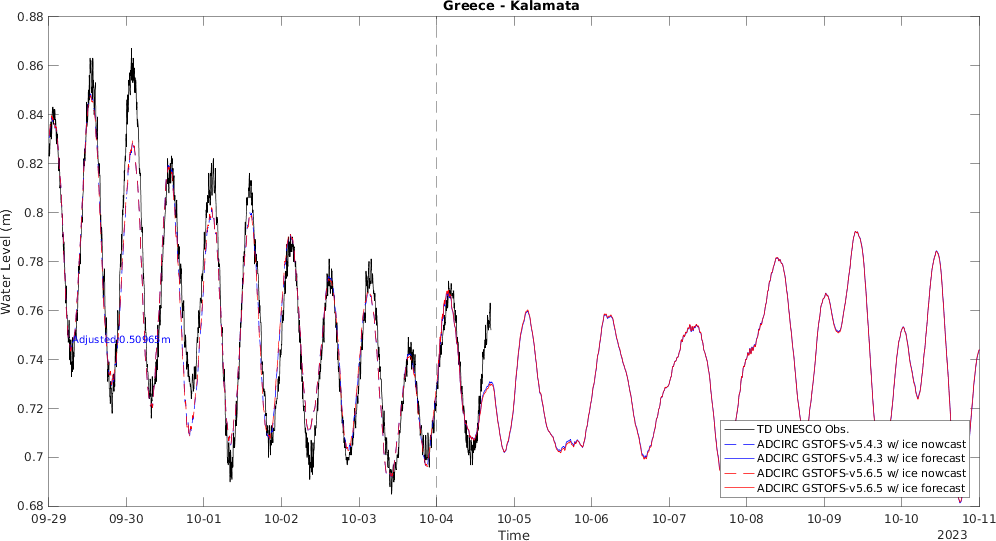 Greece - Kalamata
0.88
0.86
0.84
0.82
0.8
0.78
0.76
0.74
0.72
0.7
0.68
Water Level (m)
Adjusted 0.50965m
TD UNESCO Obs.
ADCIRC GSTOFS-v5.4.3 w/ ice nowcast
ADCIRC GSTOFS-v5.4.3 w/ ice forecast
ADCIRC GSTOFS-v5.6.5 w/ ice nowcast
ADCIRC GSTOFS-v5.6.5 w/ ice forecast
09-29 09-30 10-01 10-02 10-03 10-04 10-05 10-06 10-07 10-08 10-09 10-10 10-11
Time
2023